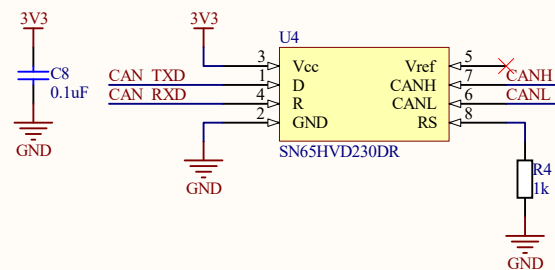 3V3
C8
0.1uF
GND
3V3
U4
3 Vcc Vref 5
CAN_TXD 1 D CANH 7 CANH
CAN_RXD 4 R CANL 6 CANL
2 GND RS 8
SN65HVD230DR
GND
R4
1k
GND